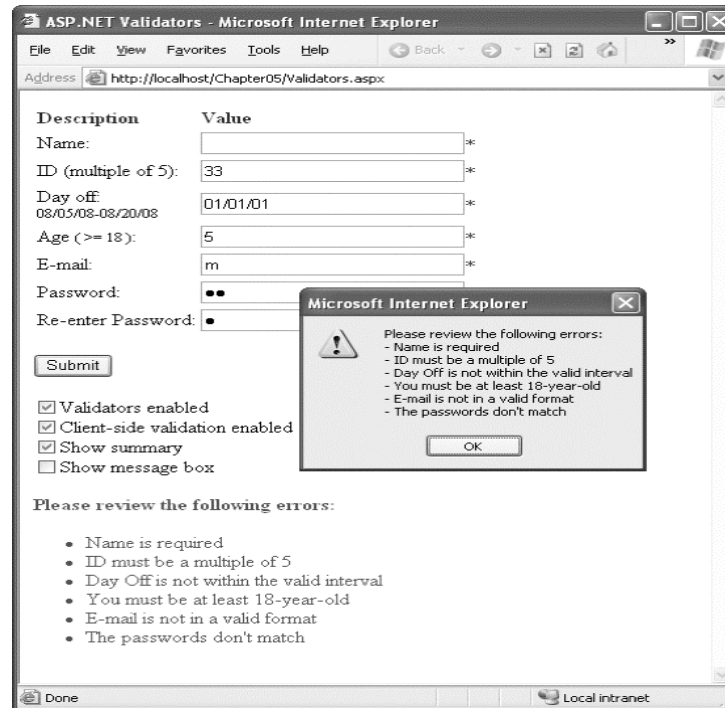 ASP.NET Validators - Microsoft Internet Explorer
File Edit View Favorites Tools Help Back »
Address http://localhost/Chapter05/Validators.aspx
Description Value
Name: *
ID (multiple of 5): 33 *
Day off: 01/01/01 *
08/05/08-08/20/08
Age (>= 18): 5 *
E-mail: m *
Password: ●●
Re-enter Password: ●
Submit
Validators enabled
Client-side validation enabled
Show summary
Show message box
Microsoft Internet Explorer
Please review the following errors:
- Name is required
- ID must be a multiple of 5
- Day Off is not within the valid interval
- You must be at least 18-year-old
- E-mail is not in a valid format
- The passwords don't match
OK
Please review the following errors:
• Name is required
• ID must be a multiple of 5
• Day Off is not within the valid interval
• You must be at least 18-year-old
• E-mail is not in a valid format
• The passwords don't match
Done Local intranet